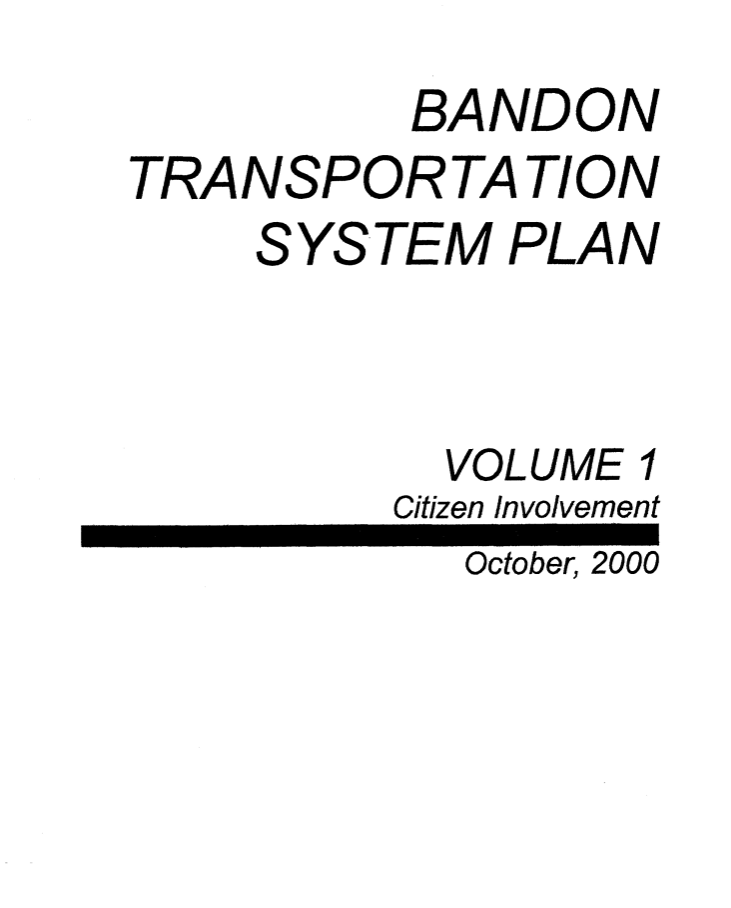 BANDON
TRANSPORTATION
SYSTEM PLAN
VOLUME 1
Citizen Involvement
October, 2000